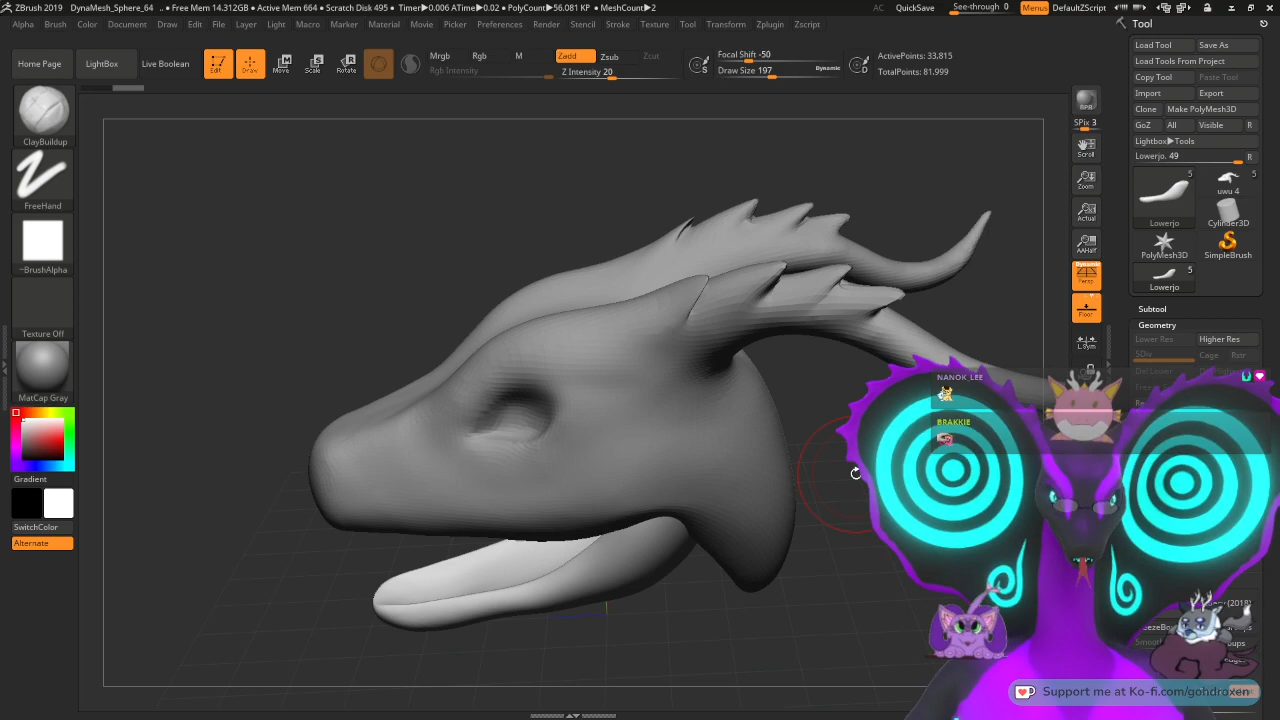 ZBrush 2019 DynaMesh_Sphere_64 • Free Mem 14.312GB • Active Mem 664 • Scratch Disk 495 • Timer▶0.006 ATime▶0.02 • PolyCount▶56.081 KP • MeshCount▶2 AC QuickSave See-through 0 Menus DefaultZScript
Alpha Brush Color Document Draw Edit File Layer Light Macro Marker Material Movie Picker Preferences Render Stencil Stroke Texture Tool Transform Zplugin Zscript
Tool
Home Page LightBox Live Boolean Edit Draw Move Scale Rotate
Mrgb Rgb M Zadd Zsub Zcut
Rgb Intensity Z Intensity 20
Focal Shift -50
Draw Size 197 Dynamic
ActivePoints: 33,815
TotalPoints: 81.999
Load Tool Save As
Load Tools From Project
Copy Tool Paste Tool
Import Export
Clone Make PolyMesh3D
GoZ All Visible R
Lightbox▶Tools
Lowerjo. 49 R
5 5
uwu 4
Lowerjo Cylinder3D
PolyMesh3D SimpleBrush
5
Lowerjo
Subtool
Geometry
Lower Res Higher Res
SDiv Cage Rstr
ClayBuildup
FreeHand
~BrushAlpha
Texture Off
MatCap Gray
Gradient
SwitchColor
Alternate
BPR
SPix 3
Scroll
Zoom
Actual
AAHalf
Dynamic
Persp
Floor
L.Sym
NANOK_LEE
BRAKKIE
Support me at Ko-fi.com/gohdroxen